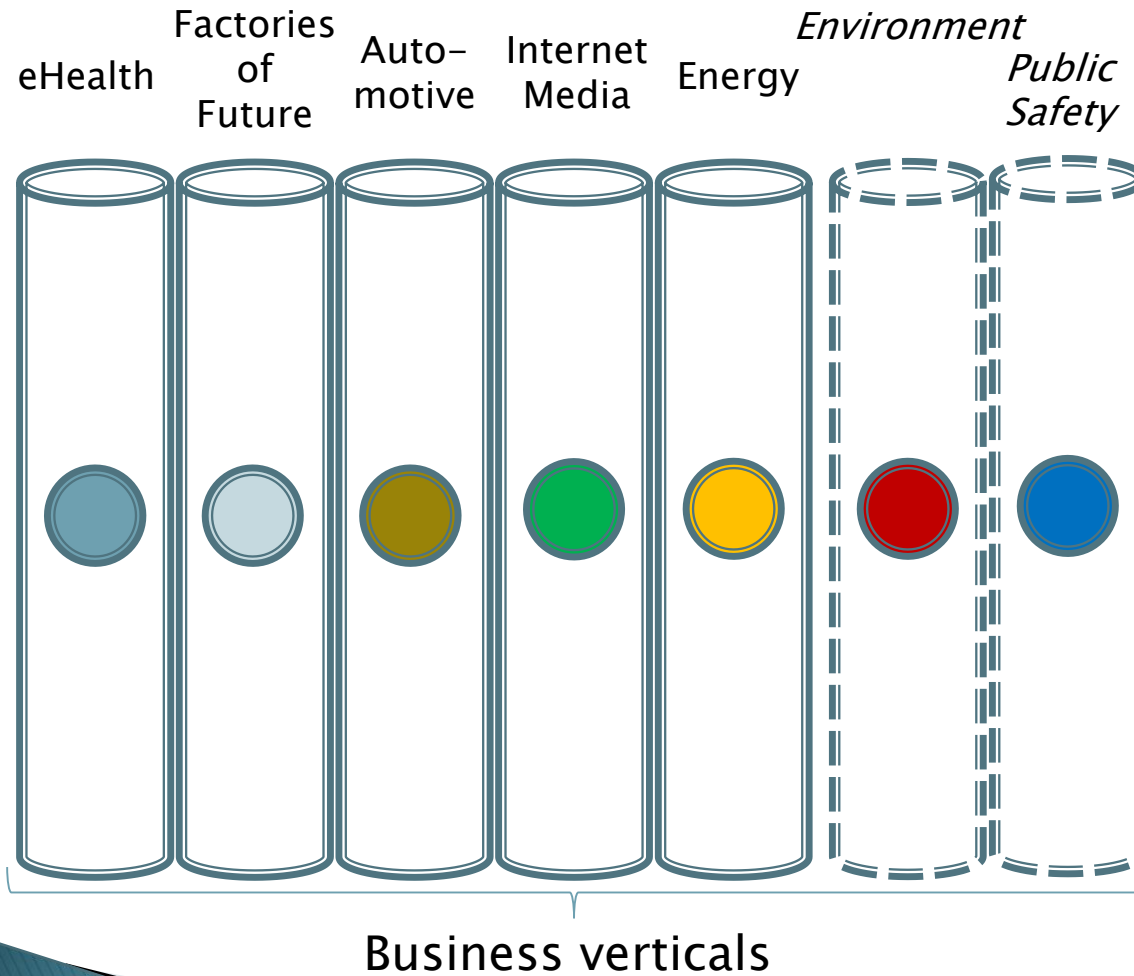 eHealth
Factories
of
Future
Auto-
motive
Internet
Media
Energy
Environment
Public
Safety
Business verticals